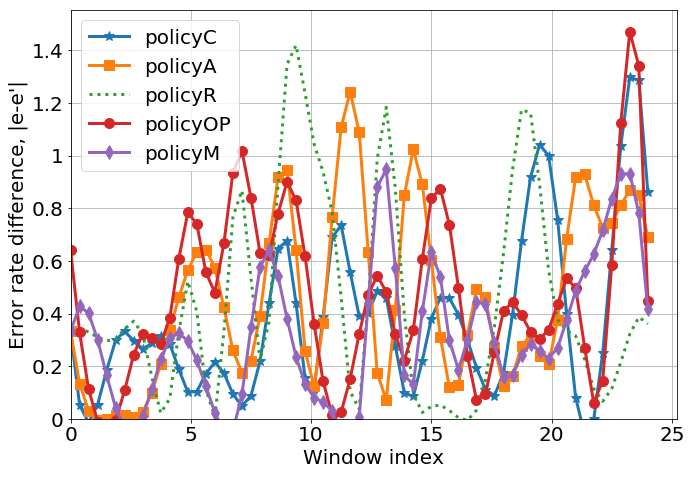 policyC
policyA
policyR
policyOP
policyM
Error rate difference, |e-e'|
1.4
1.2
1
0.8
0.6
0.4
0.2
0
0 5 10 15 20 25
Window index